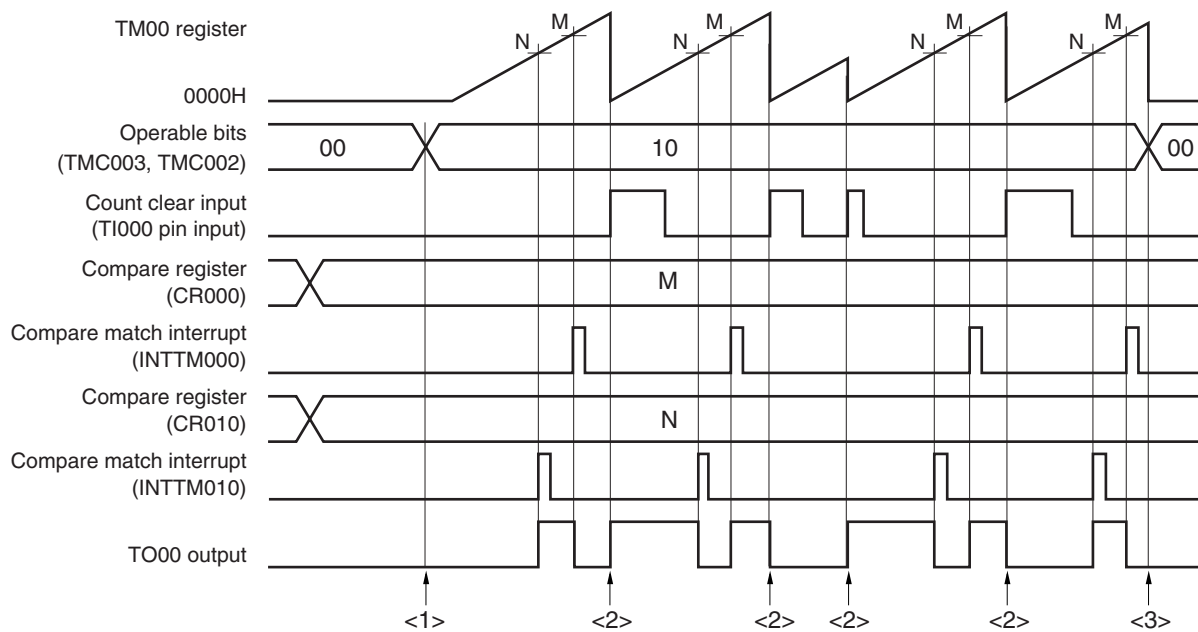 TM00 register
N M N M N M N M
0000H
Operable bits
(TMC003, TMC002)
00 10 00
Count clear input
(TI000 pin input)
Compare register
(CR000)
M
Compare match interrupt
(INTTM000)
Compare register
(CR010)
N
Compare match interrupt
(INTTM010)
TO00 output
<1> <2> <2> <2> <2> <3>